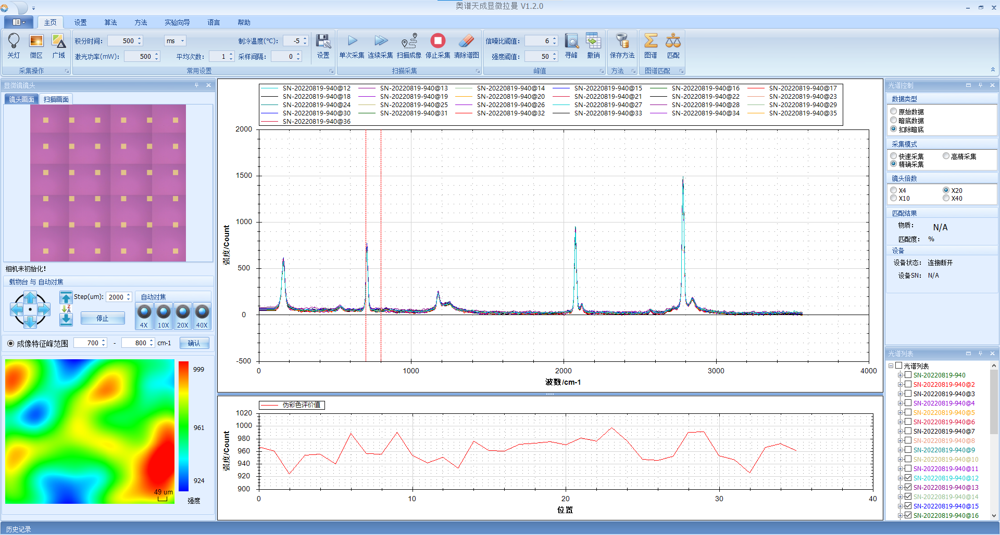 奥谱天成显微拉曼 V1.2.0
主页 设置 算法 方法 实验向导 语言 帮助
积分时间： 500 ms 制冷温度(℃)： -5
信噪比阈值： 6
关灯 微区 广域 设置 单次采集 连续采集 扫描成像 停止采集 清除谱图 寻峰 撤销 保存方法 图谱 匹配
激光功率(mW)： 500 平均次数： 1 采样间隔： 0
强度阈值： 50
采集操作 常用设置 扫描采集 峰值 方法 图谱匹配
显微镜镜头
镜头画面 扫描画面
相机未初始化!
载物台 与 自动对焦
Step(um): 2000
自动对焦
停止
Z
A
4X 10X 20X 40X
成像特征峰范围 700 - 800 cm-1 确认
999
961
924
49 um
强度
SN-20220819-940@12 SN-20220819-940@13 SN-20220819-940@14 SN-20220819-940@15 SN-20220819-940@16 SN-20220819-940@17
SN-20220819-940@18 SN-20220819-940@19 SN-20220819-940@20 SN-20220819-940@21 SN-20220819-940@22 SN-20220819-940@23
SN-20220819-940@24 SN-20220819-940@25 SN-20220819-940@26 SN-20220819-940@27 SN-20220819-940@28 SN-20220819-940@29
SN-20220819-940@30 SN-20220819-940@31 SN-20220819-940@32 SN-20220819-940@33 SN-20220819-940@34 SN-20220819-940@35
SN-20220819-940@36
2000
1500
1000
500
0
-500
强度/Count
0 1000 2000 3000 4000
波数/cm-1
伪彩色评价值
1020
1000
980
960
940
920
900
强度/Count
0 10 20 30 40
位置
光谱控制
数据类型
原始数据
暗底数据
扣除暗底
采集模式
快速采集 高精采集
精确采集
镜头倍数
X4 X20
X10 X40
匹配结果
物质： N/A
匹配度： %
设备
设备状态： 连接断开
设备SN： N/A
光谱列表
光谱列表
SN-20220819-940
SN-20220819-940@2
SN-20220819-940@3
SN-20220819-940@4
SN-20220819-940@5
SN-20220819-940@6
SN-20220819-940@7
SN-20220819-940@8
SN-20220819-940@9
SN-20220819-940@10
SN-20220819-940@11
SN-20220819-940@12
SN-20220819-940@13
SN-20220819-940@14
SN-20220819-940@15
SN-20220819-940@16
历史记录